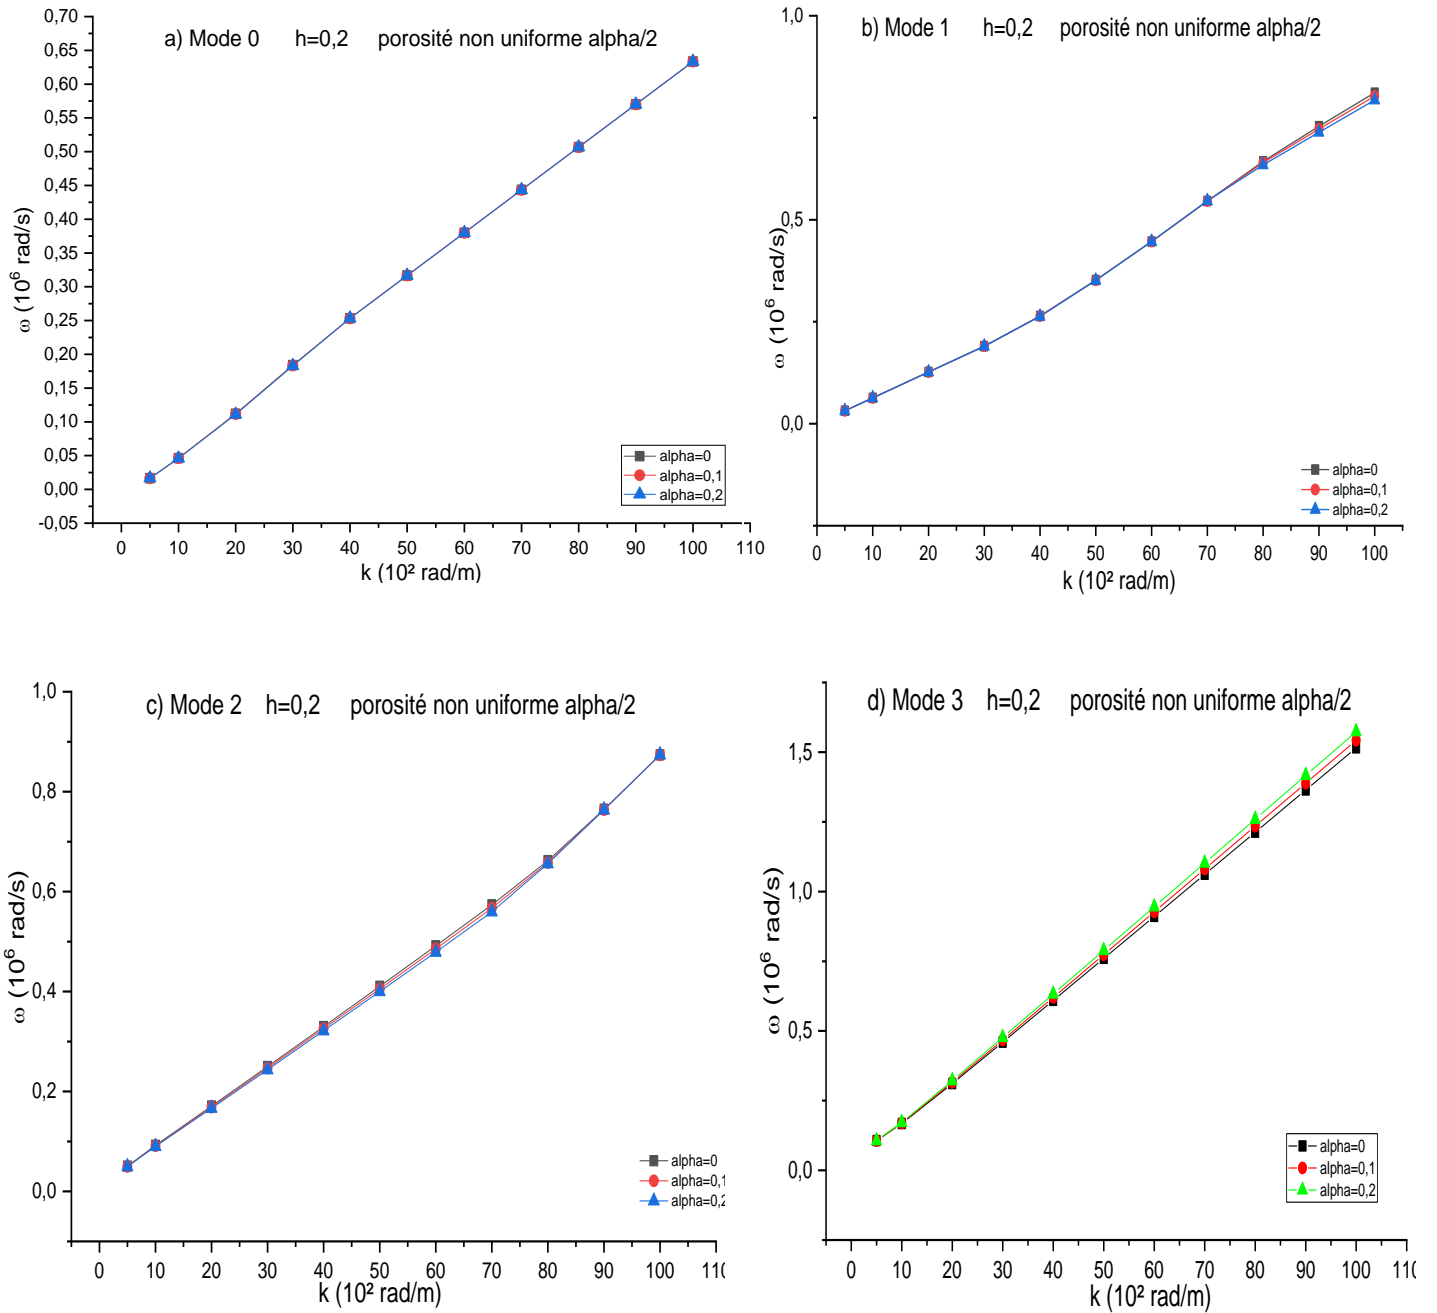 a) Mode 0 h=0,2 porosité non uniforme alpha/2
0,70
0,65
0,60
0,55
0,50
0,45
0,40
0,35
0,30
0,25
0,20
0,15
0,10
0,05
0,00
-0,05
ω (10⁶ rad/s)
alpha=0
alpha=0,1
alpha=0,2
0 10 20 30 40 50 60 70 80 90 100 110
k (10² rad/m)
b) Mode 1 h=0,2 porosité non uniforme alpha/2
1,0
0,5
0,0
ω (10⁶ rad/s)
alpha=0
alpha=0,1
alpha=0,2
0 10 20 30 40 50 60 70 80 90 100
k (10² rad/m)
c) Mode 2 h=0,2 porosité non uniforme alpha/2
1,0
0,8
0,6
0,4
0,2
0,0
ω (10⁶ rad/s)
alpha=0
alpha=0,1
alpha=0,2
0 10 20 30 40 50 60 70 80 90 100 110
k (10² rad/m)
d) Mode 3 h=0,2 porosité non uniforme alpha/2
1,5
1,0
0,5
0,0
ω (10⁶ rad/s)
alpha=0
alpha=0,1
alpha=0,2
0 10 20 30 40 50 60 70 80 90 100 110
k (10² rad/m)